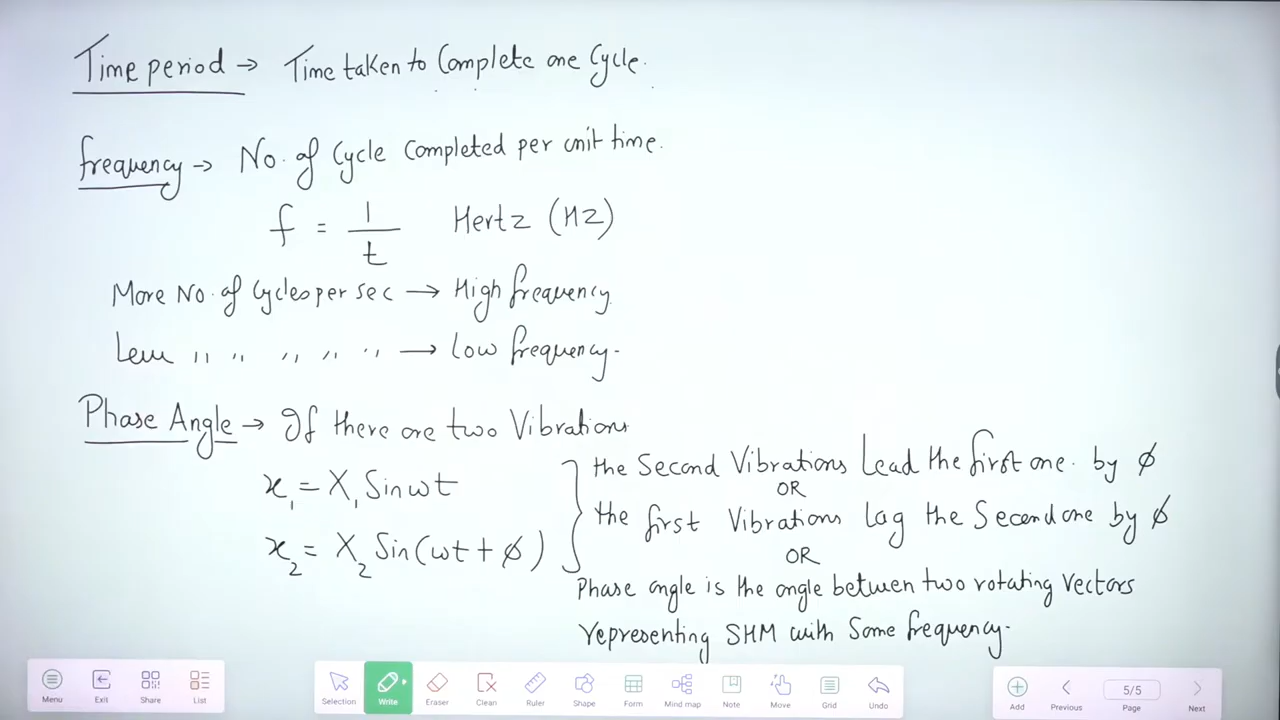 Time period → Time taken to Complete one Cycle.
frequency → No. of Cycle Completed per unit time.
f = 1/t Hertz (HZ)
More No. of Cycles per sec → High frequency.
Less " " " " " → Low frequency.
Phase Angle → If there are two Vibrations
x₁ = X₁ Sin ωt
x₂ = X₂ Sin(ωt + ϕ)
the Second Vibrations Lead the first one. by ϕ
OR
the first Vibrations lag the Second one by ϕ
OR
Phase angle is the angle between two rotating Vectors
representing SHM with Same frequency.
Menu Exit Share List Selection Write Eraser Clean Ruler Shape Form Mind map Note Move Grid Undo Add Previous 5/5 Page Next